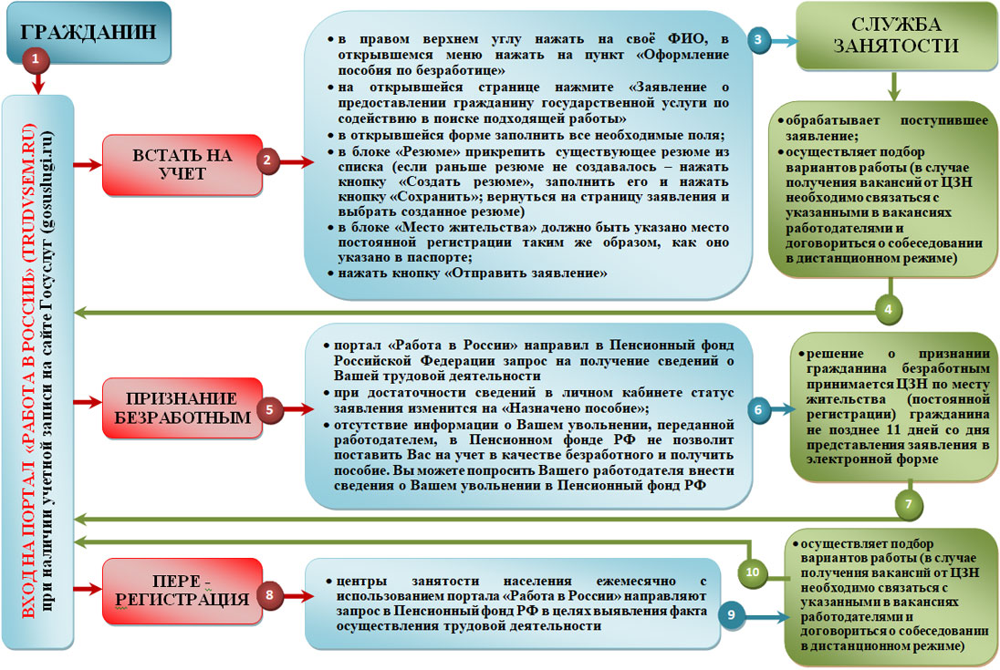 ГРАЖДАНИН
1
ВХОД НА ПОРТАЛ «РАБОТА В РОССИИ» (TRUDVSEM.RU)
при наличии учетной записи на сайте Госуслуг (gosuslugi.ru)
ВСТАТЬ НА
УЧЕТ
2
• в правом верхнем углу нажать на своё ФИО, в
открывшемся меню нажать на пункт «Оформление
пособия по безработице»
• на открывшейся странице нажмите «Заявление о
предоставлении гражданину государственной услуги по
содействию в поиске подходящей работы»
• в открывшейся форме заполнить все необходимые поля;
• в блоке «Резюме» прикрепить существующее резюме из
списка (если раньше резюме не создавалось – нажать
кнопку «Создать резюме», заполнить его и нажать
кнопку «Сохранить»; вернуться на страницу заявления и
выбрать созданное резюме)
• в блоке «Место жительства» должно быть указано место
постоянной регистрации таким же образом, как оно
указано в паспорте;
• нажать кнопку «Отправить заявление»
3
СЛУЖБА
ЗАНЯТОСТИ
• обрабатывает поступившее
заявление;
• осуществляет подбор
вариантов работы (в случае
получения вакансий от ЦЗН
необходимо связаться с
указанными в вакансиях
работодателями и
договориться о собеседовании
в дистанционном режиме)
4
ПРИЗНАНИЕ
БЕЗРАБОТНЫМ
5
• портал «Работа в России» направил в Пенсионный фонд
Российской Федерации запрос на получение сведений о
Вашей трудовой деятельности
• при достаточности сведений в личном кабинете статус
заявления изменится на «Назначено пособие»;
• отсутствие информации о Вашем увольнении, переданной
работодателем, в Пенсионном фонде РФ не позволит
поставить Вас на учет в качестве безработного и получить
пособие. Вы можете попросить Вашего работодателя внести
сведения о Вашем увольнении в Пенсионный фонд РФ
6
• решение о признании
гражданина безработным
принимается ЦЗН по месту
жительства (постоянной
регистрации) гражданина
не позднее 11 дней со дня
представления заявления в
электронной форме
7
ПЕРЕ -
РЕГИСТРАЦИЯ
8
• центры занятости населения ежемесячно с
использованием портала «Работа в России» направляют
запрос в Пенсионный фонд РФ в целях выявления факта
осуществления трудовой деятельности
9
10
• осуществляет подбор
вариантов работы (в случае
получения вакансий от ЦЗН
необходимо связаться с
указанными в вакансиях
работодателями и
договориться о собеседовании
в дистанционном режиме)